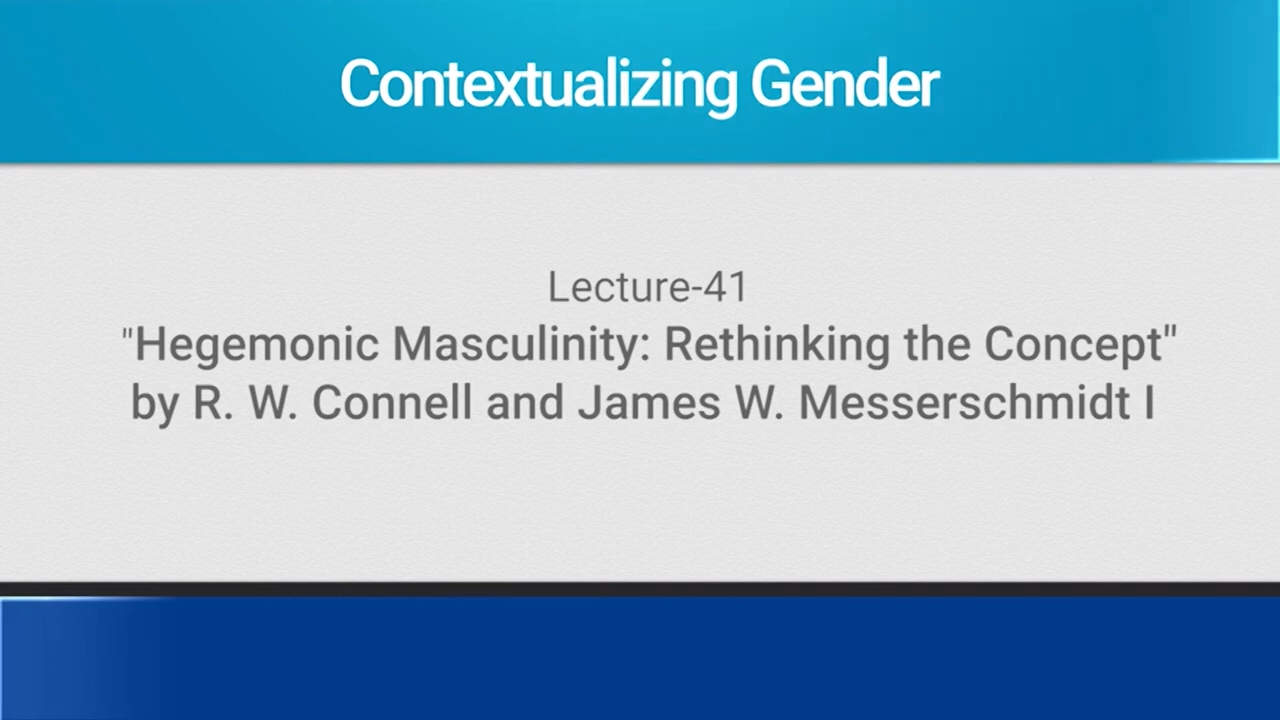 Contextualizing Gender
Lecture-41
"Hegemonic Masculinity: Rethinking the Concept"
by R. W. Connell and James W. Messerschmidt I